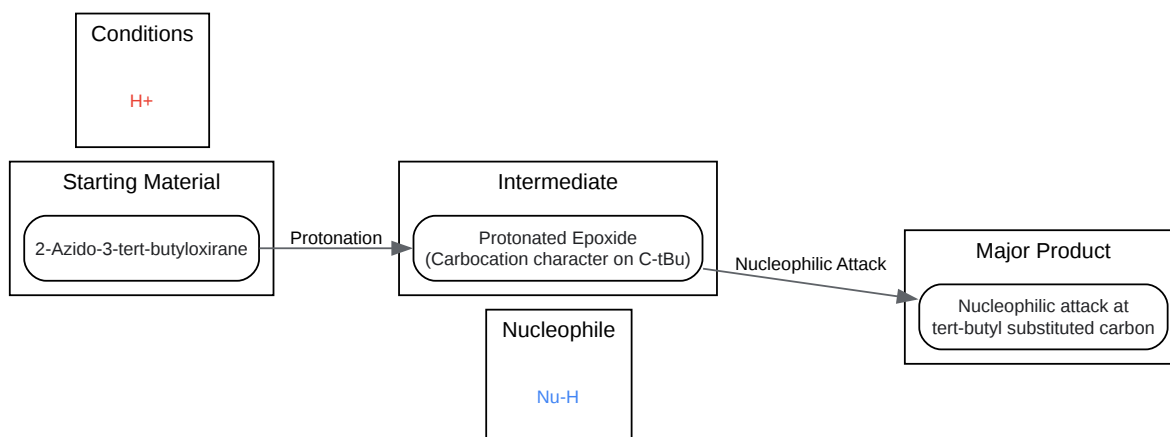 Conditions
H+
Starting Material
2-Azido-3-tert-butyloxirane
Protonation
Intermediate
Protonated Epoxide
(Carbocation character on C-tBu)
Nucleophilic Attack
Major Product
Nucleophilic attack at
tert-butyl substituted carbon
Nucleophile
Nu-H